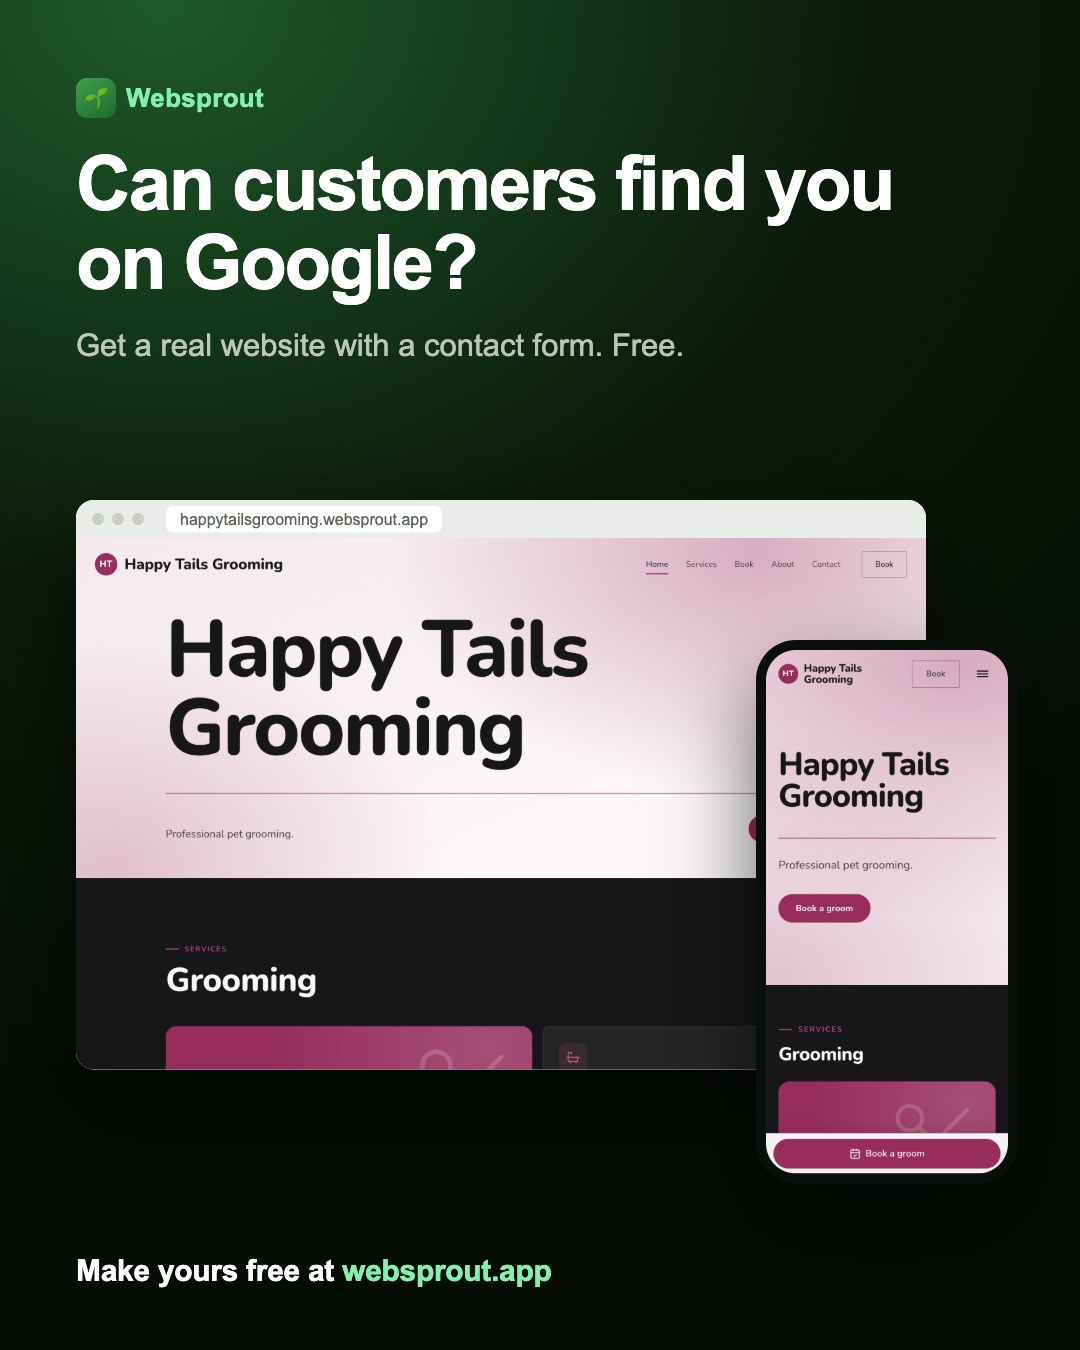 Websprout
Can customers find you
on Google?
Get a real website with a contact form. Free.
happytailsgrooming.websprout.app
HT Happy Tails Grooming
Home Services Book About Contact Book
Happy Tails
Grooming
Professional pet grooming.
SERVICES
Grooming
HT Happy Tails
Grooming
Book
Happy Tails
Grooming
Professional pet grooming.
Book a groom
SERVICES
Grooming
Book a groom
Make yours free at websprout.app